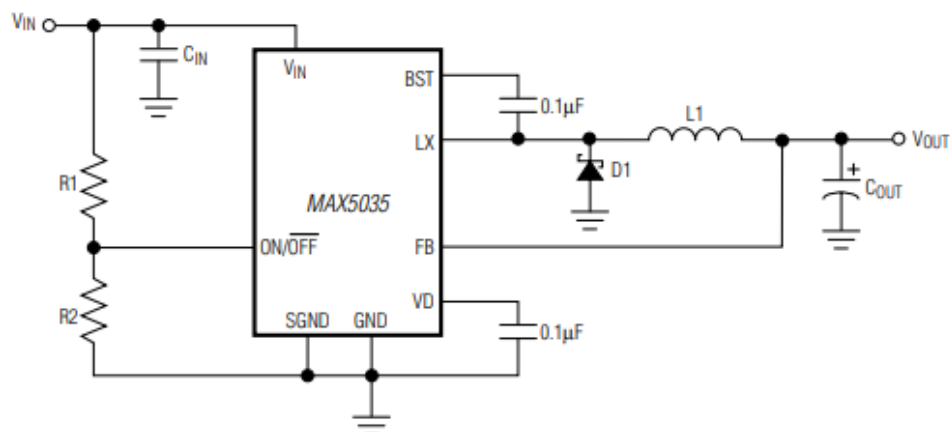 VIN
CIN
VIN
BST
0.1µF
LX
L1
VOUT
D1
COUT
+
R1
MAX5035
ON/OFF
FB
R2
VD
SGND
GND
0.1µF